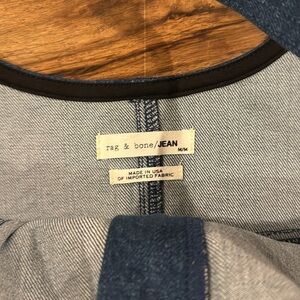 rag & bone/JEAN
M/M
MADE IN USA
OF IMPORTED FABRIC